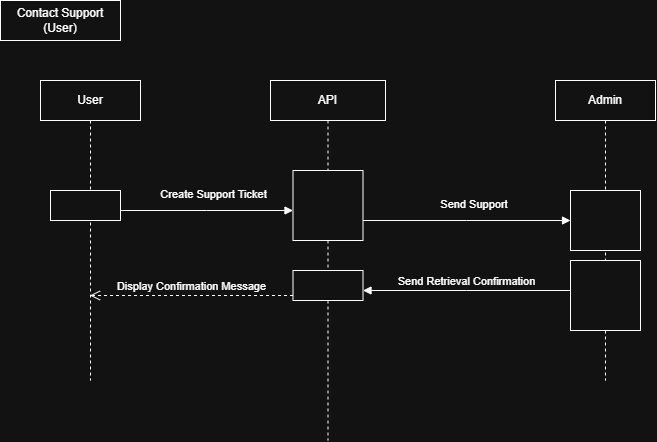 Contact Support
(User)
User
API
Admin
Create Support Ticket
Send Support
Send Retrieval Confirmation
Display Confirmation Message